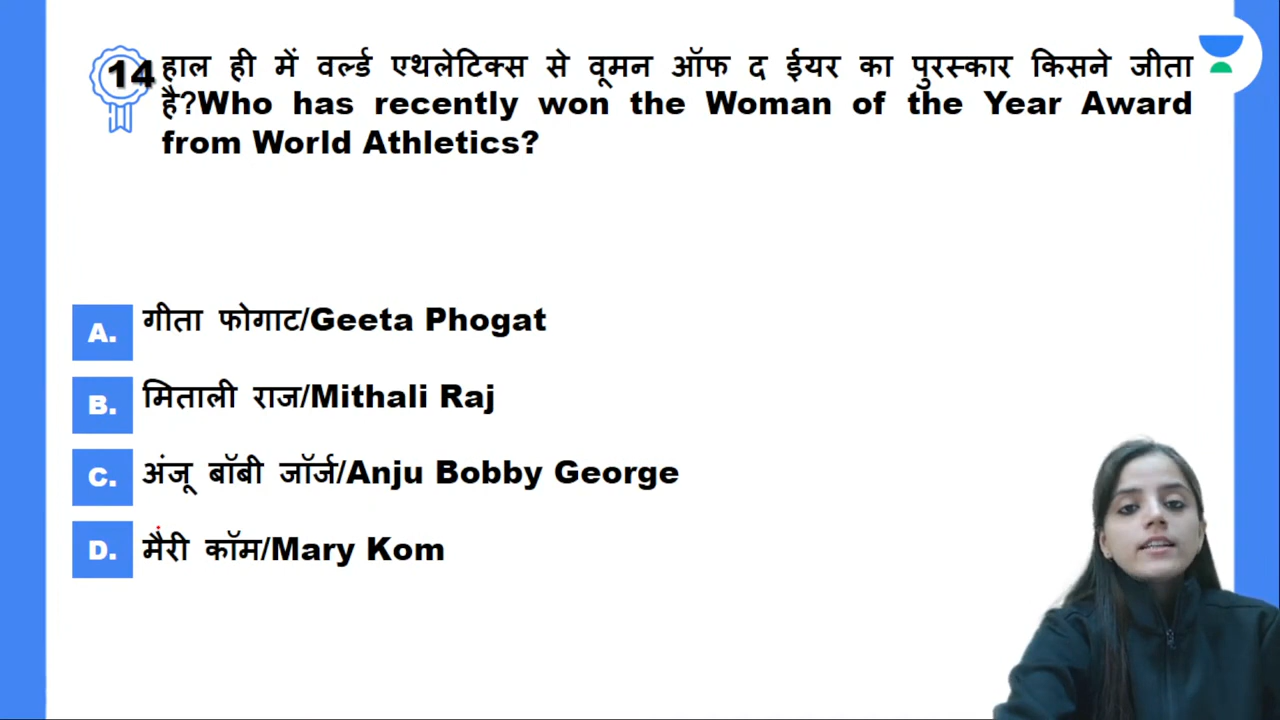 14
हाल ही में वर्ल्ड एथलेटिक्स से वूमन ऑफ द ईयर का पुरस्कार किसने जीता
है?Who has recently won the Woman of the Year Award
from World Athletics?
A. गीता फोगाट/Geeta Phogat
B. मिताली राज/Mithali Raj
C. अंजू बॉबी जॉर्ज/Anju Bobby George
D. मैरी कॉम/Mary Kom